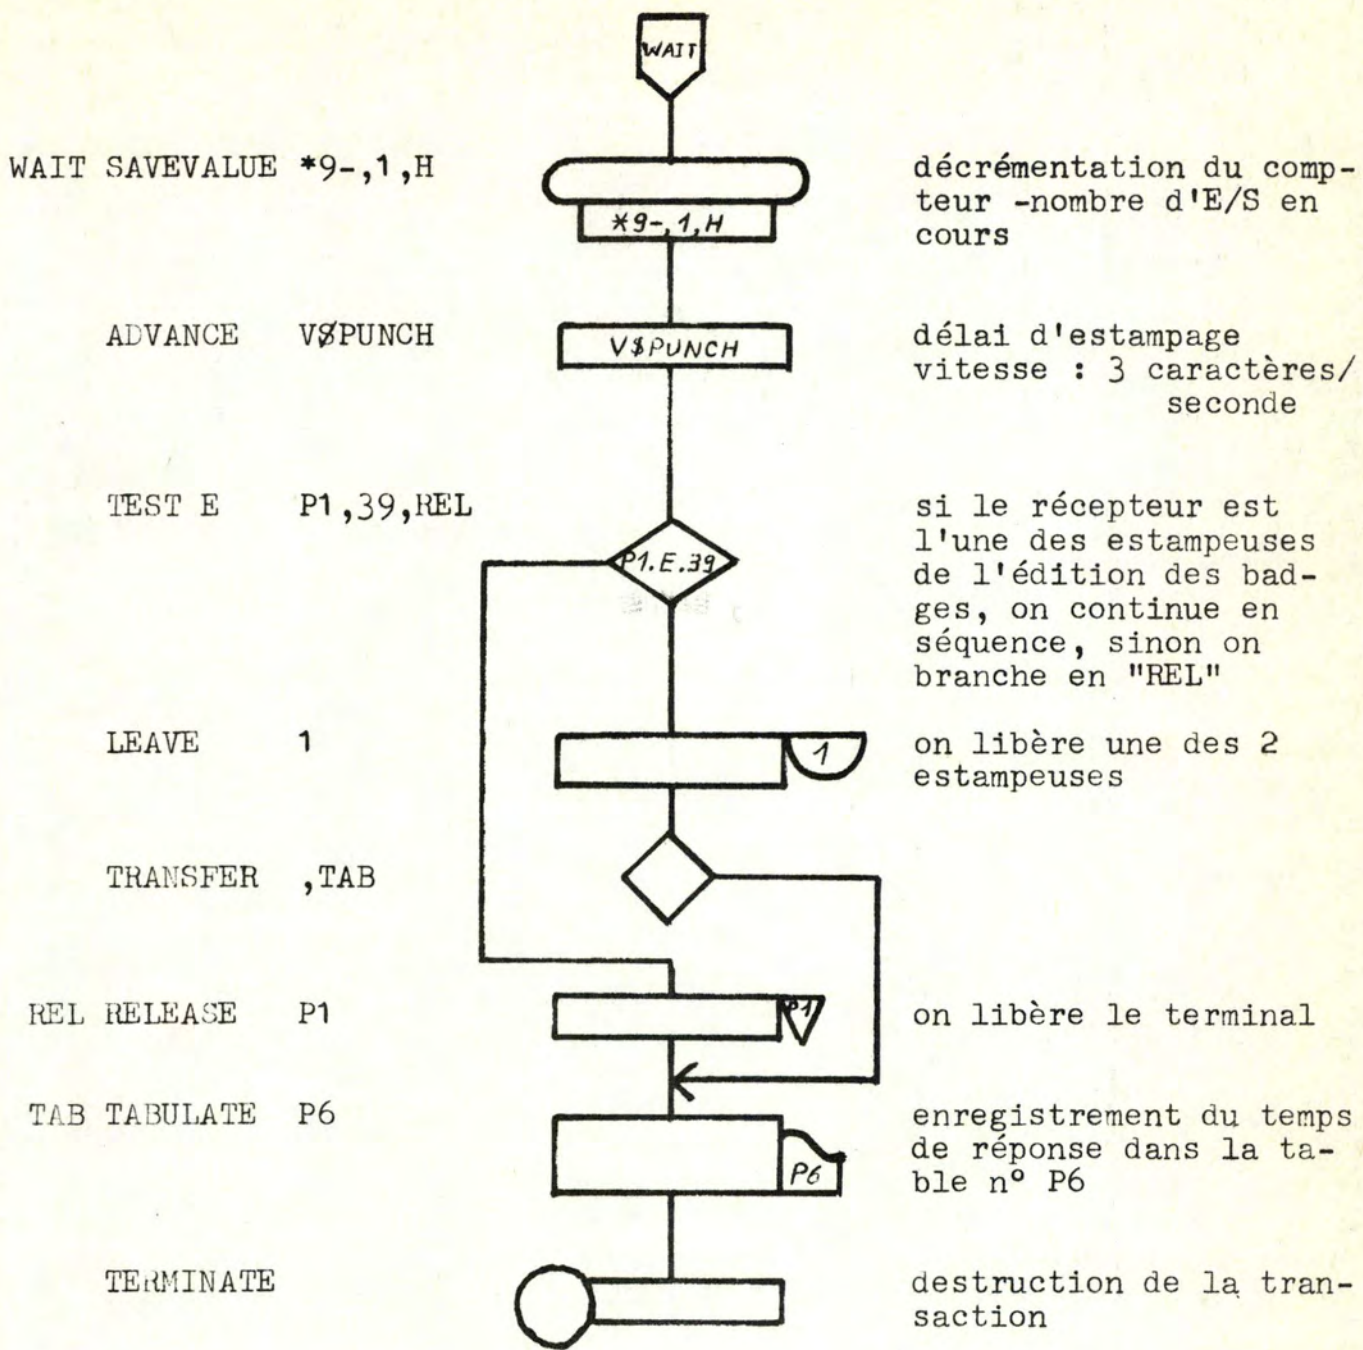 WAIT
WAIT SAVEVALUE *9-,1,H
*9-,1,H
décrémentation du comp-
teur -nombre d'E/S en
cours
ADVANCE V$PUNCH
V$PUNCH
délai d'estampage
vitesse : 3 caractères/
seconde
TEST E P1,39,REL
P1.E.39
si le récepteur est
l'une des estampeuses
de l'édition des bad-
ges, on continue en
séquence, sinon on
branche en "REL"
LEAVE 1
1
on libère une des 2
estampeuses
TRANSFER ,TAB
REL RELEASE P1
P1
on libère le terminal
TAB TABULATE P6
P6
enregistrement du temps
de réponse dans la ta-
ble nº P6
TERMINATE
destruction de la tran-
saction